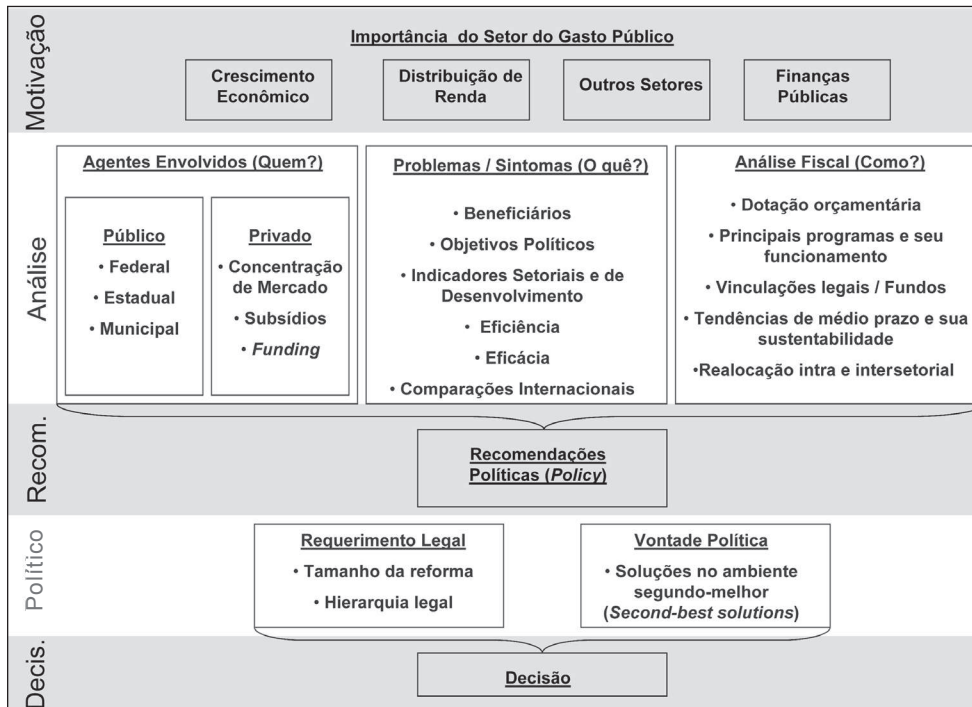 Motivação
Importância do Setor do Gasto Público
Crescimento
Econômico
Distribuição de
Renda
Outros Setores
Finanças
Públicas
Análise
Agentes Envolvidos (Quem?)
Público
• Federal
• Estadual
• Municipal
Privado
• Concentração
de Mercado
• Subsídios
• Funding
Problemas / Sintomas (O quê?)
• Beneficiários
• Objetivos Políticos
• Indicadores Setoriais e de
Desenvolvimento
• Eficiência
• Eficácia
• Comparações Internacionais
Análise Fiscal (Como?)
• Dotação orçamentária
• Principais programas e seu
funcionamento
• Vinculações legais / Fundos
• Tendências de médio prazo e sua
sustentabilidade
•Realocação intra e intersetorial
Recom.
Recomendações
Políticas (Policy)
Político
Requerimento Legal
• Tamanho da reforma
• Hierarquia legal
Vontade Política
• Soluções no ambiente
segundo-melhor
(Second-best solutions)
Decis.
Decisão